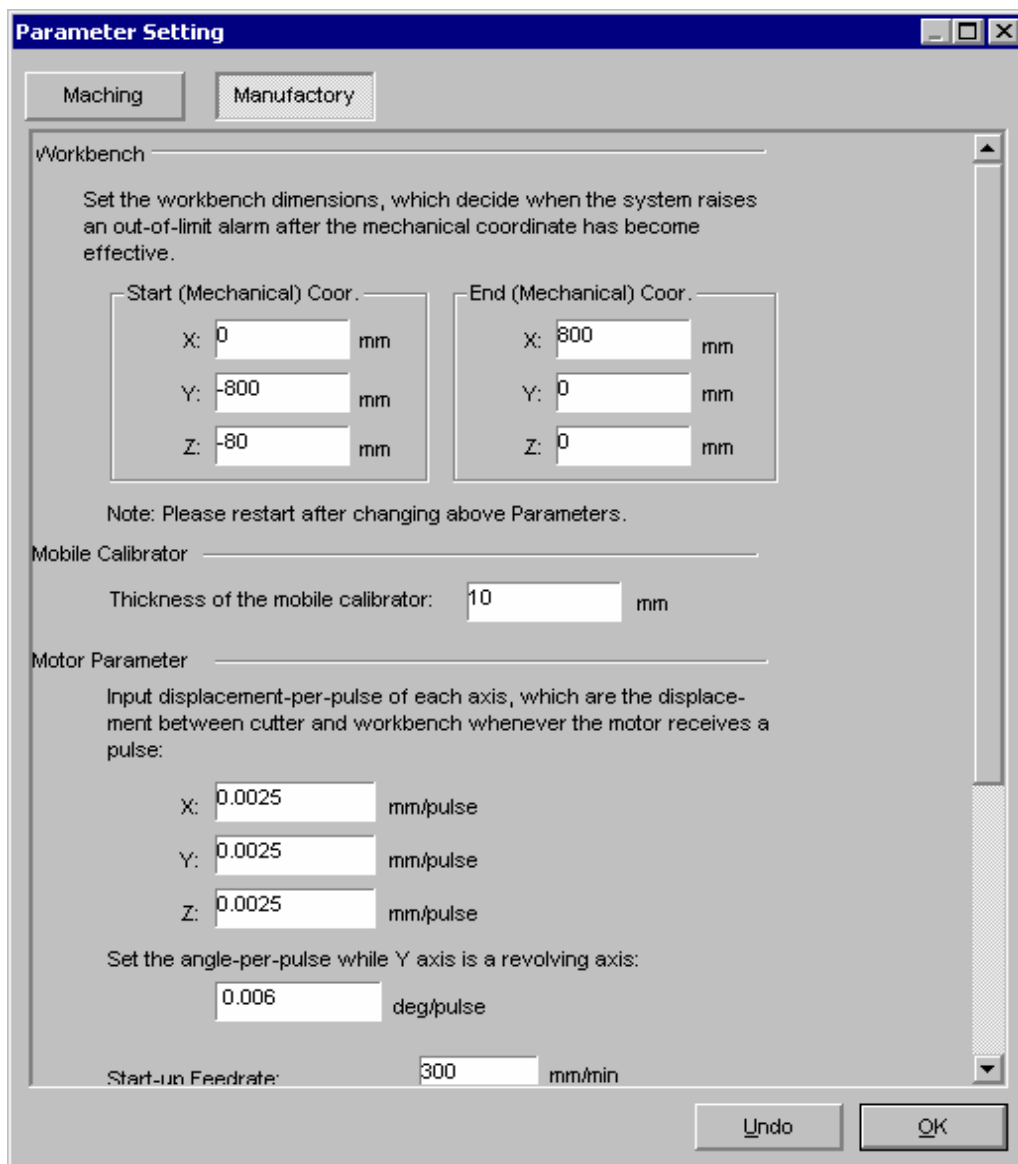 Parameter Setting
Maching
Manufactory
Workbench
Set the workbench dimensions, which decide when the system raises
an out-of-limit alarm after the mechanical coordinate has become
effective.
Start (Mechanical) Coor.
X: 0 mm
Y: -800 mm
Z: -80 mm
End (Mechanical) Coor.
X: 800 mm
Y: 0 mm
Z: 0 mm
Note: Please restart after changing above Parameters.
Mobile Calibrator
Thickness of the mobile calibrator: 10 mm
Motor Parameter
Input displacement-per-pulse of each axis, which are the displace-
ment between cutter and workbench whenever the motor receives a
pulse:
X: 0.0025 mm/pulse
Y: 0.0025 mm/pulse
Z: 0.0025 mm/pulse
Set the angle-per-pulse while Y axis is a revolving axis:
0.006 deg/pulse
Start-up Feedrate: 300 mm/min
Undo
OK